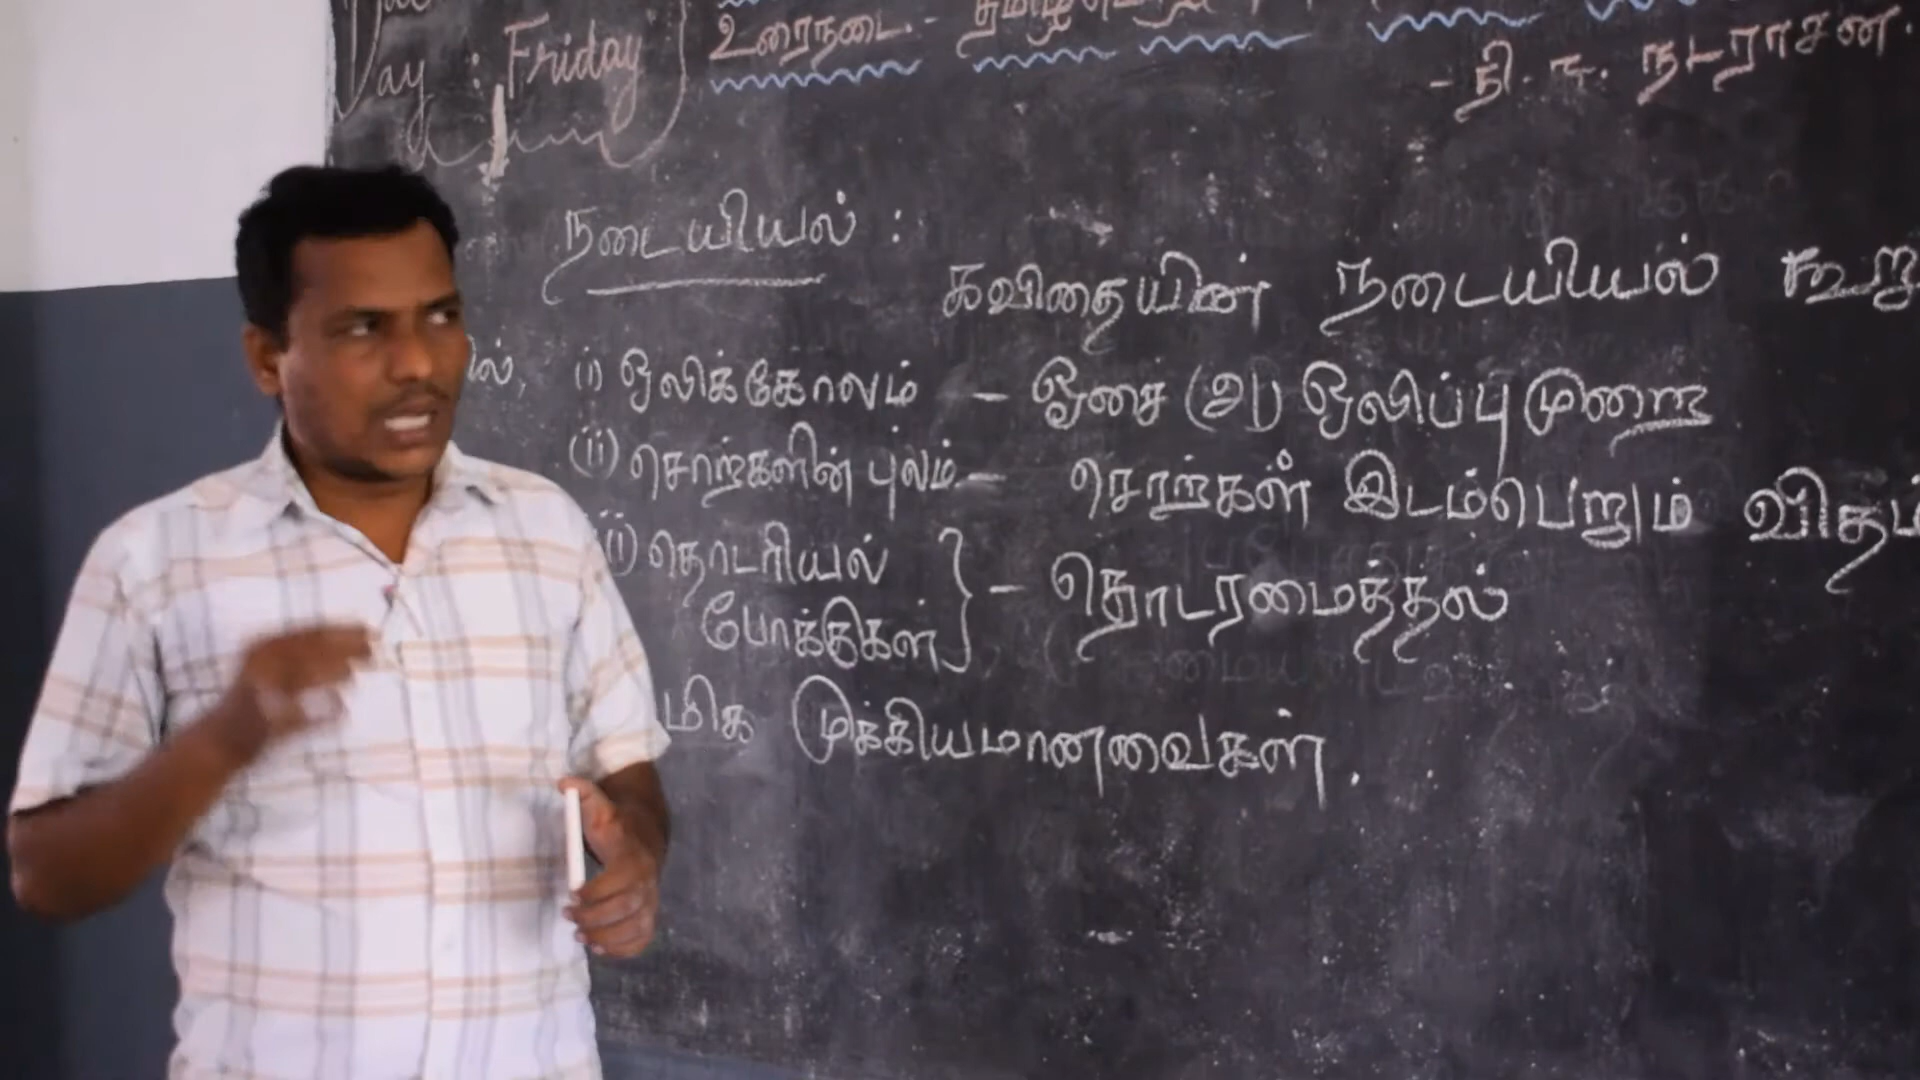 Day : Friday
உரைநடை - தமிழ்மொழி
- தி. சு. நடராசன்.
நடையியல் :
கவிதையின் நடையியல் கூறு
ல், (i) ஒலிக்கோலம் - ஓசை (அ) ஒலிப்புமுறை
(ii) சொற்களின் புலம் - சொற்கள் இடம்பெறும் விதம்
(iii) தொடரியல் போக்குகள் } - தொடரமைத்தல்
மிக முக்கியமானவைகள்.